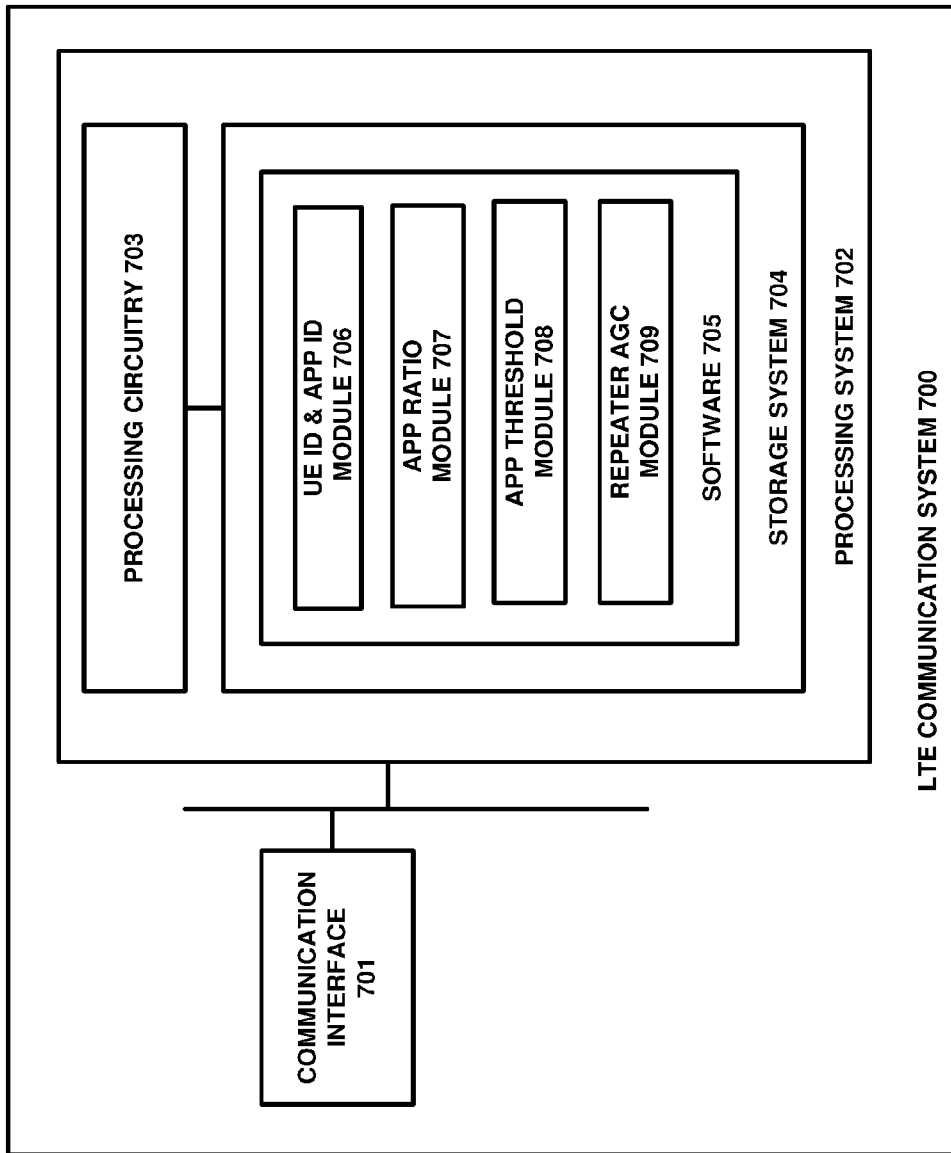 PROCESSING CIRCUITRY 703
UE ID & APP ID
MODULE 706
APP RATIO
MODULE 707
APP THRESHOLD
MODULE 708
REPEATER AGC
MODULE 709
SOFTWARE 705
STORAGE SYSTEM 704
PROCESSING SYSTEM 702
COMMUNICATION
INTERFACE
701
LTE COMMUNICATION SYSTEM 700